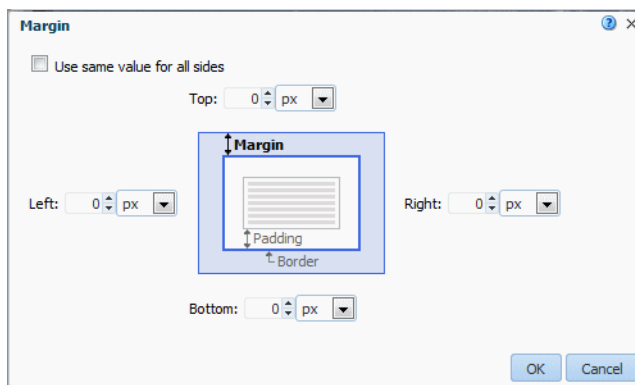 Margin
Use same value for all sides
Top: 0 px
Margin
Left: 0 px
Right: 0 px
Padding
Border
Bottom: 0 px
OK Cancel